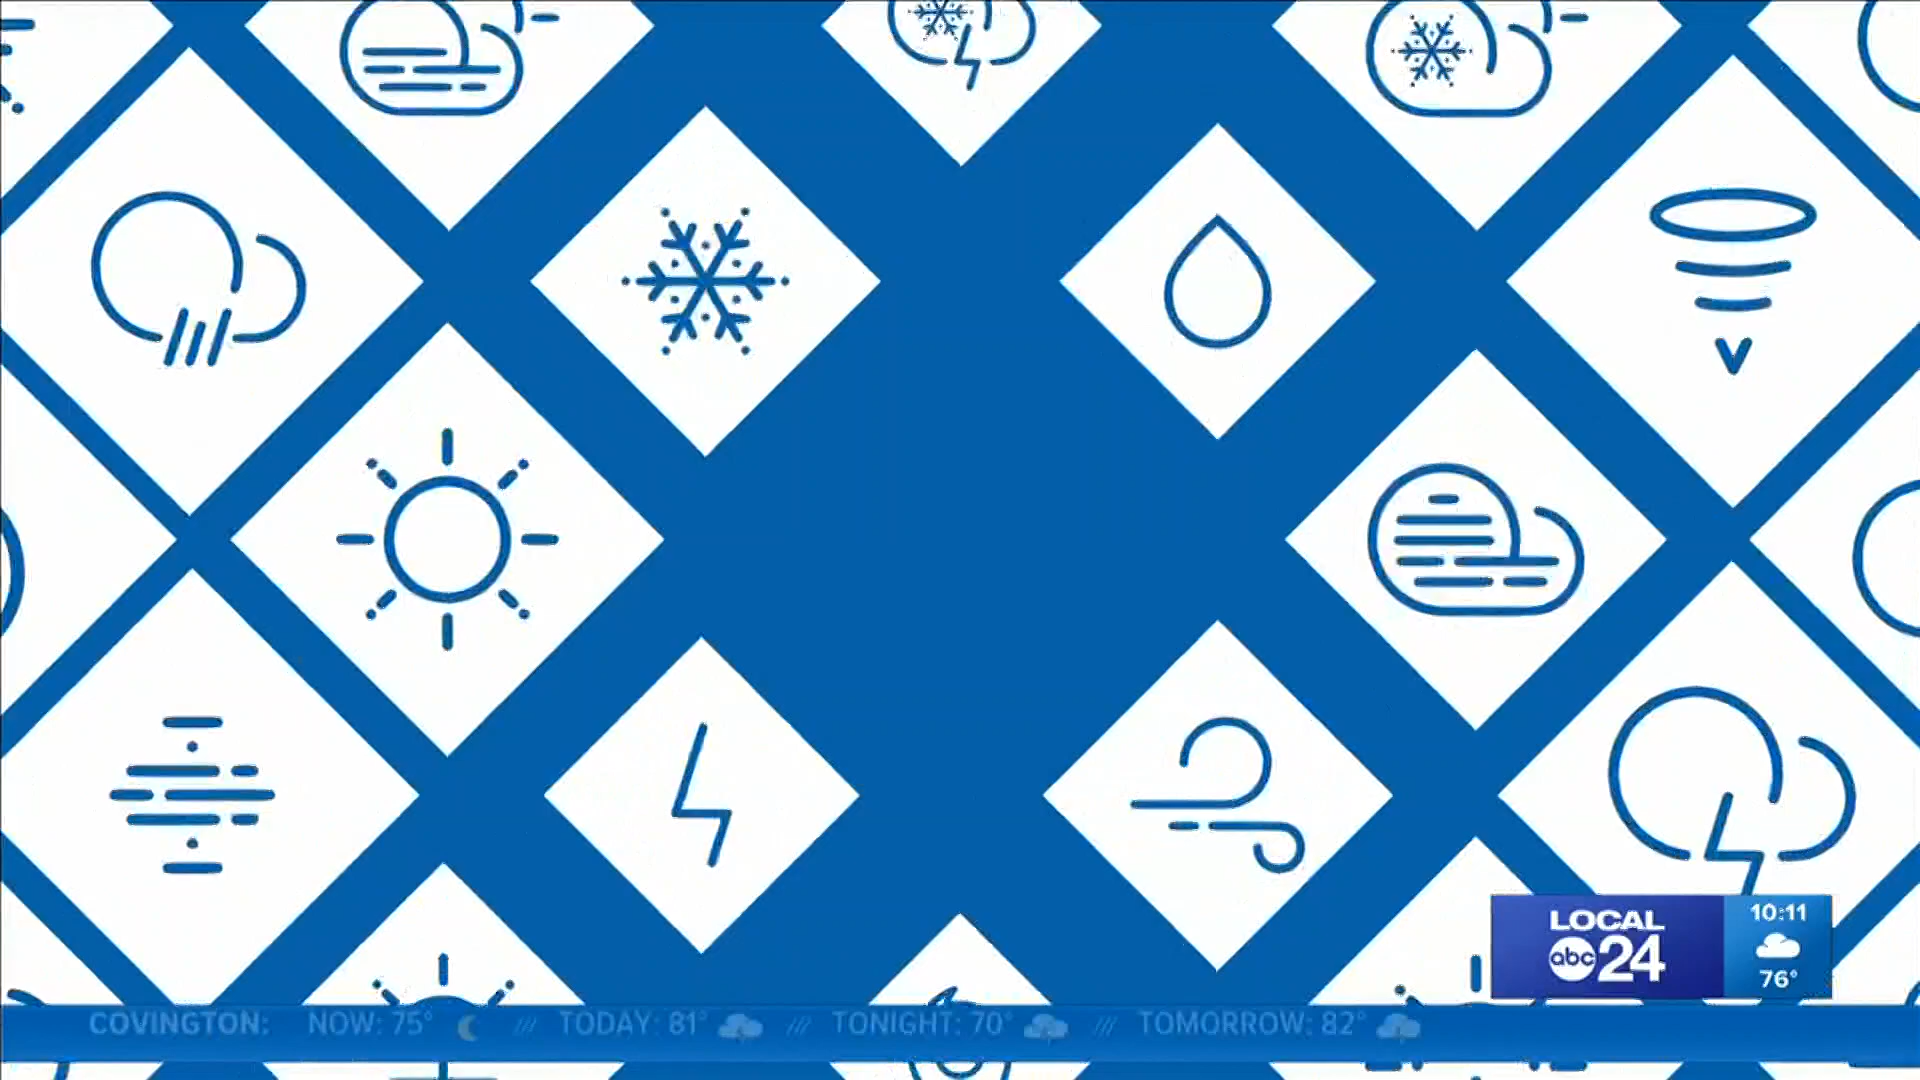 LOCAL
abc 24
10:11
76°
COVINGTON: NOW: 75° /// TODAY: 81° /// TONIGHT: 70° /// TOMORROW: 82°